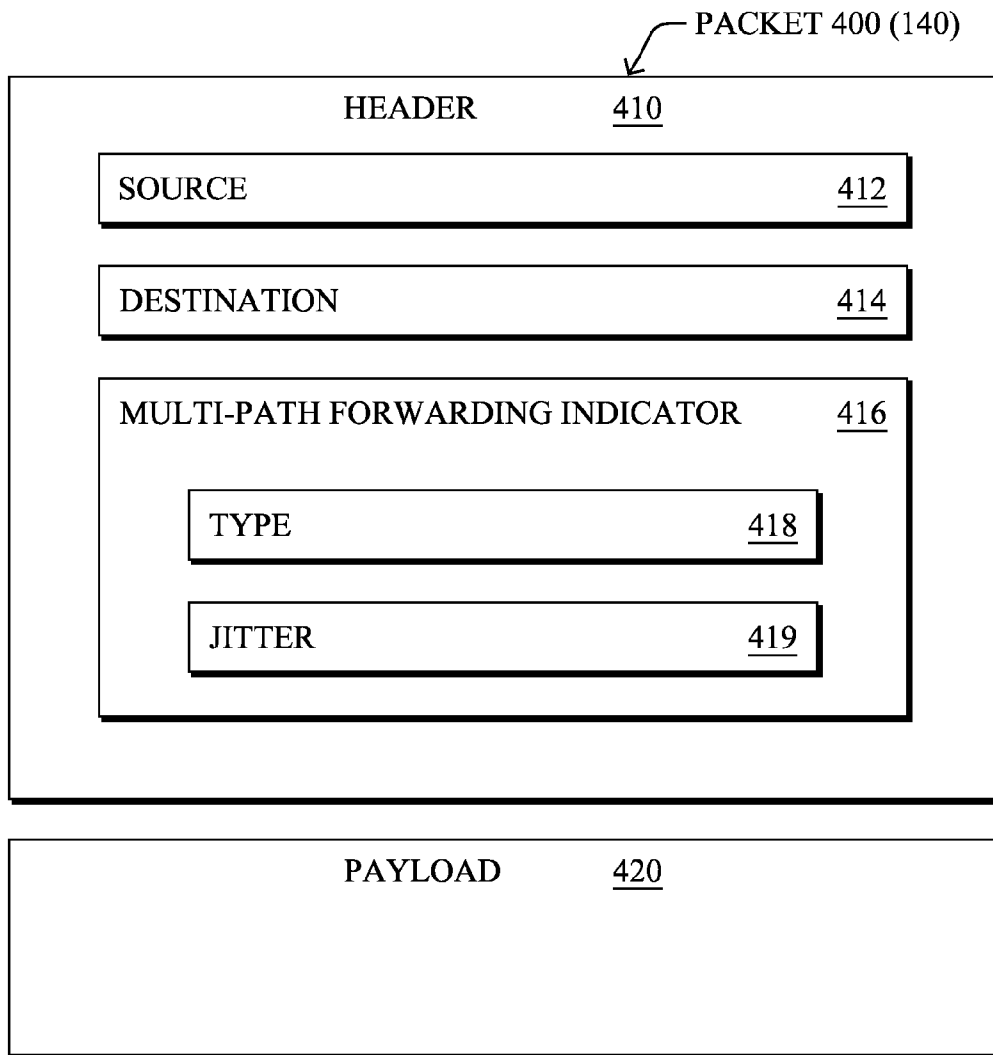 PACKET 400 (140)
HEADER 410
SOURCE 412
DESTINATION 414
MULTI-PATH FORWARDING INDICATOR 416
TYPE 418
JITTER 419
PAYLOAD 420